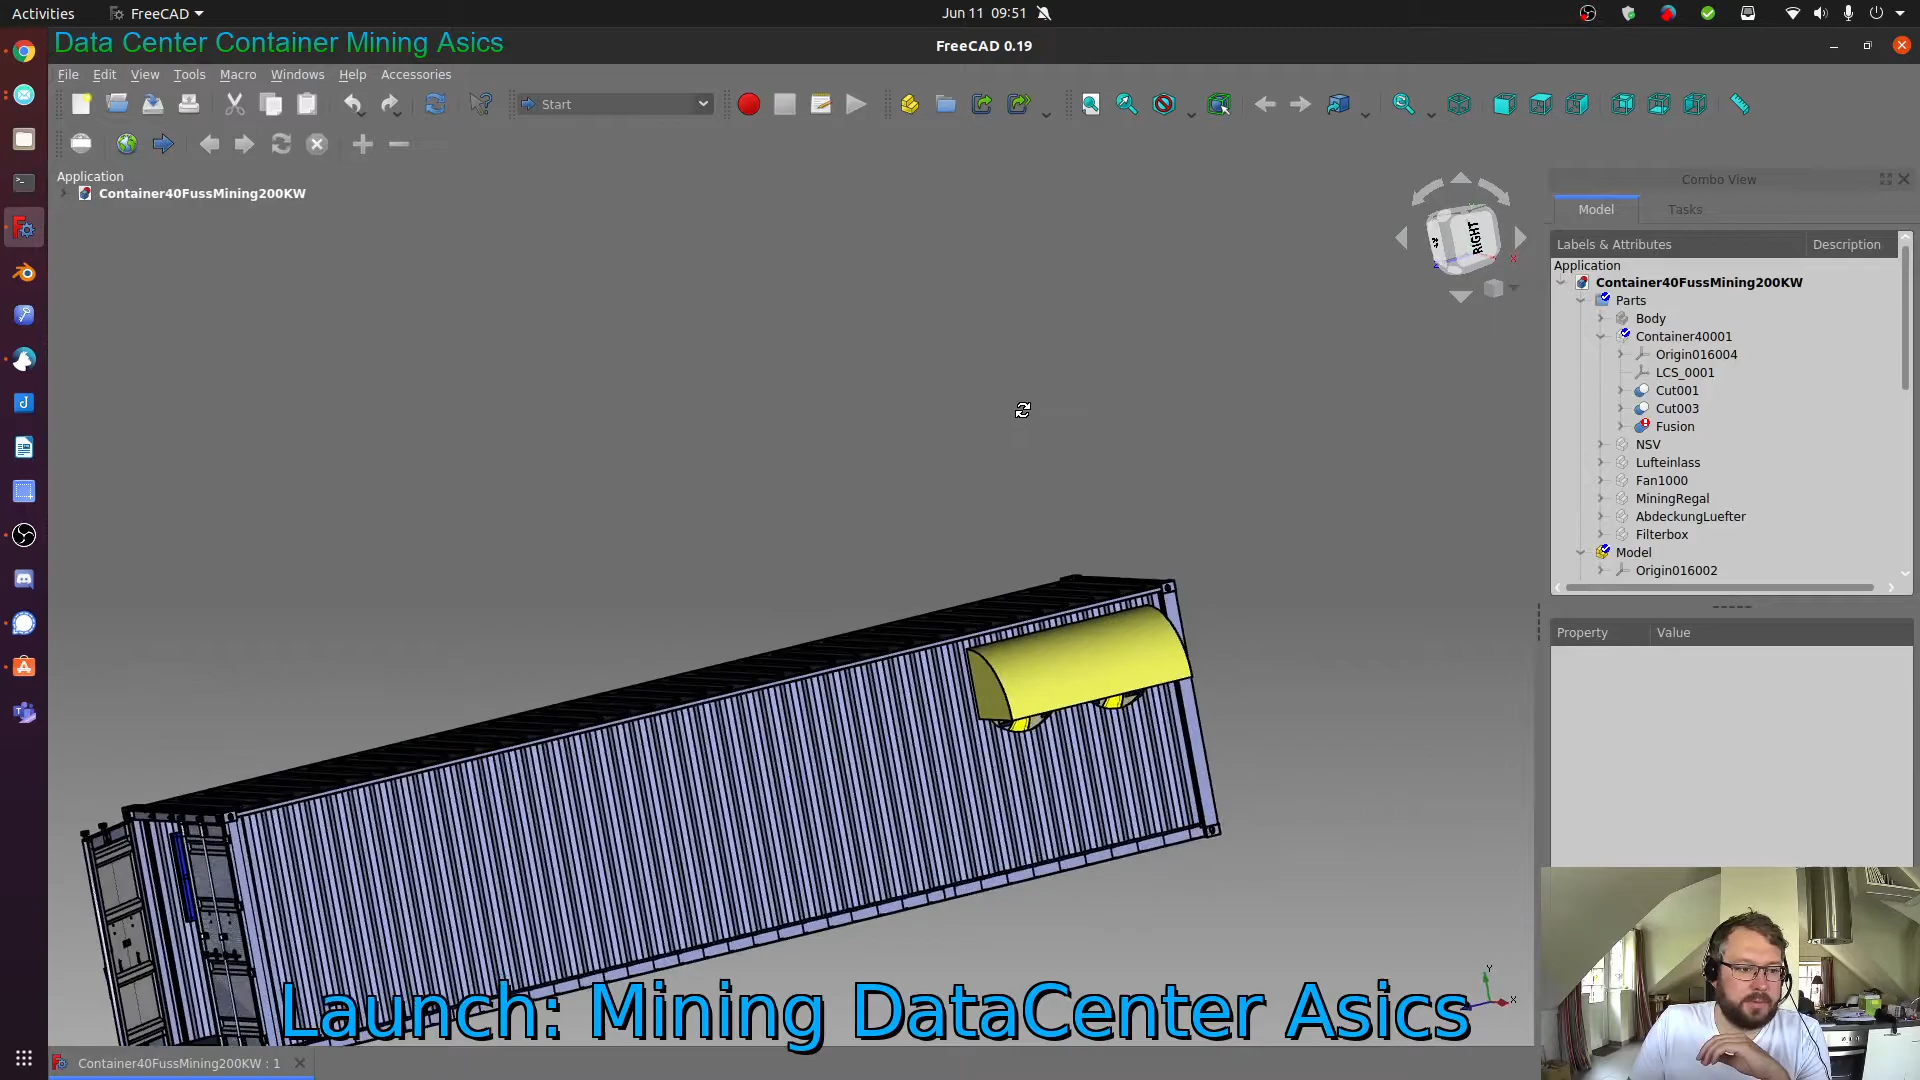 Activities
FreeCAD
Jun 11 09:51
Data Center Container Mining Asics
FreeCAD 0.19
File Edit View Tools Macro Windows Help Accessories
Start
Application
Container40FussMining200KW
RIGHT
Z
X
Combo View
Model Tasks
Labels & Attributes Description
Application
Container40FussMining200KW
Parts
Body
Container40001
Origin016004
LCS_0001
Cut001
Cut003
Fusion
NSV
Lufteinlass
Fan1000
MiningRegal
AbdeckungLuefter
Filterbox
Model
Origin016002
Property Value
Y
X
Launch: Mining DataCenter Asics
Container40FussMining200KW : 1